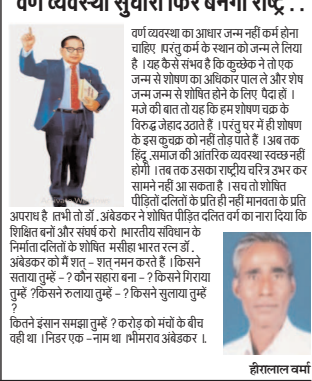 वर्ण व्यवस्था सुधारो फिर बनेगा राष्ट्र . .
वर्ण व्यवस्था का आधार जन्म नहीं कर्म होना
चाहिए ।परंतु कर्म के स्थान को जन्म ले लिया
है ।यह कैसे संभव है कि कुछेक ने तो एक
जन्म से शोषण का अधिकार पाल ले और शेष
जन्म जन्म से शोषित होने के लिए पैदा हों ।
मजे की बात तो यह कि हम शोषण चक्र के
विरुद्ध जेहाद उठाते हैं ।परंतु घर में ही शोषण
के इस कुचक्र को नहीं तोड़ पाते हैं ।अब तक
हिंदू .समाज की आंतरिक व्यवस्था स्वच्छ नहीं
होगी ।तब तक उसका राष्ट्रीय चरित्र उभर कर
सामने नहीं आ सकता है ।सच तो शोषित
पीड़ितों दलितों के प्रति ही नहीं मानवता के प्रति
अपराध है ।तभी तो डॉ .अंबेडकर ने शोषित पीड़ित दलित वर्ग का नारा दिया कि
शिक्षित बनों और संघर्ष करो ।भारतीय संविधान के
निर्माता दलितों के शोषित मसीहा भारत रत्न डॉ .
अंबेडकर को मैं शत् – शत् नमन करते हैं ।किसने
सताया तुम्हें – ? कौन सहारा बना – ? किसने गिराया
तुम्हें ?किसने रुलाया तुम्हें – ? किसने सुलाया तुम्हें
?
कितने इंसान समझा तुम्हें ? करोड़ को मंचों के बीच
वही था ।निडर एक – नाम था ।भीमराव अंबेडकर ।.
हीरालाल वर्मा